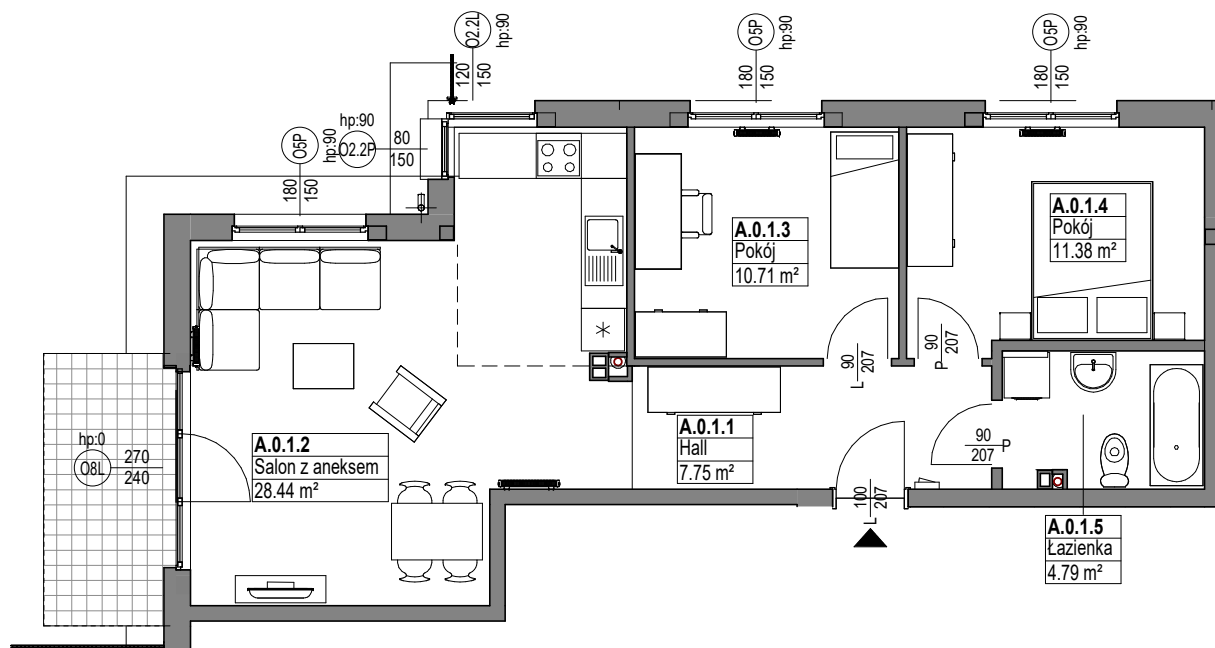 O2.2L
hp:90
120
150
O5P
hp:90
180
150
O5P
hp:90
180
150
hp:90
O2.2P
80
150
O5P
hp:90
180
150
A.0.1.3
Pokój
10.71 m²
A.0.1.4
Pokój
11.38 m²
90
207
L
90
207
P
A.0.1.1
Hall
7.75 m²
90
207
P
hp:0
O8L
270
240
A.0.1.2
Salon z aneksem
28.44 m²
100
207
L
A.0.1.5
Łazienka
4.79 m²